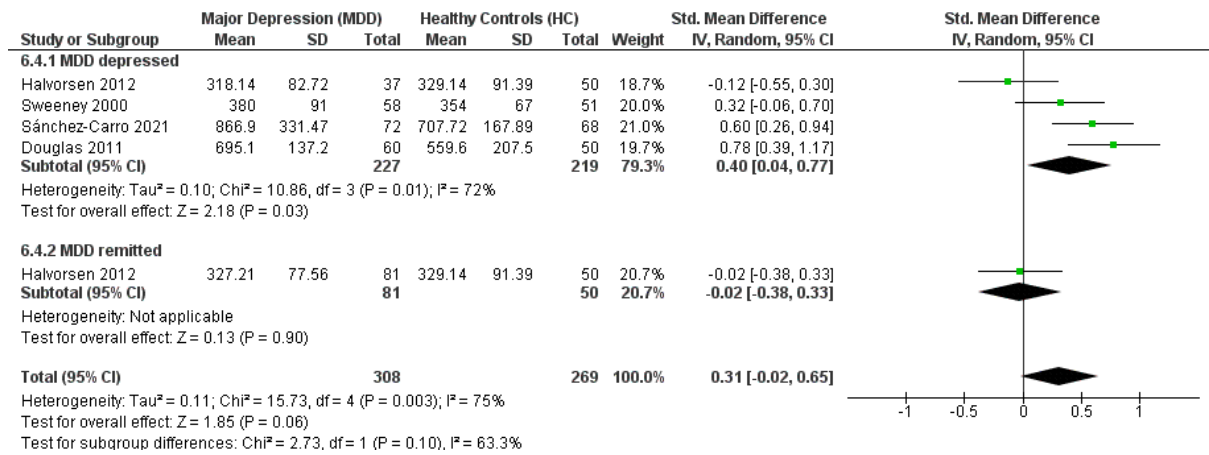 Major Depression (MDD) Healthy Controls (HC) Std. Mean Difference Std. Mean Difference
Study or Subgroup Mean SD Total Mean SD Total Weight IV, Random, 95% CI IV, Random, 95% CI
6.4.1 MDD depressed
Halvorsen 2012 318.14 82.72 37 329.14 91.39 50 18.7% -0.12 [-0.55, 0.30]
Sweeney 2000 380 91 58 354 67 51 20.0% 0.32 [-0.06, 0.70]
Sánchez-Carro 2021 866.9 331.47 72 707.72 167.89 68 21.0% 0.60 [0.26, 0.94]
Douglas 2011 695.1 137.2 60 559.6 207.5 50 19.7% 0.78 [0.39, 1.17]
Subtotal (95% CI) 227 219 79.3% 0.40 [0.04, 0.77]
Heterogeneity: Tau² = 0.10; Chi² = 10.86, df = 3 (P = 0.01); I² = 72%
Test for overall effect: Z = 2.18 (P = 0.03)
6.4.2 MDD remitted
Halvorsen 2012 327.21 77.56 81 329.14 91.39 50 20.7% -0.02 [-0.38, 0.33]
Subtotal (95% CI) 81 50 20.7% -0.02 [-0.38, 0.33]
Heterogeneity: Not applicable
Test for overall effect: Z = 0.13 (P = 0.90)
Total (95% CI) 308 269 100.0% 0.31 [-0.02, 0.65]
Heterogeneity: Tau² = 0.11; Chi² = 15.73, df = 4 (P = 0.003); I² = 75%
Test for overall effect: Z = 1.85 (P = 0.06)
Test for subgroup differences: Chi² = 2.73, df = 1 (P = 0.10), I² = 63.3%
-1 -0.5 0 0.5 1